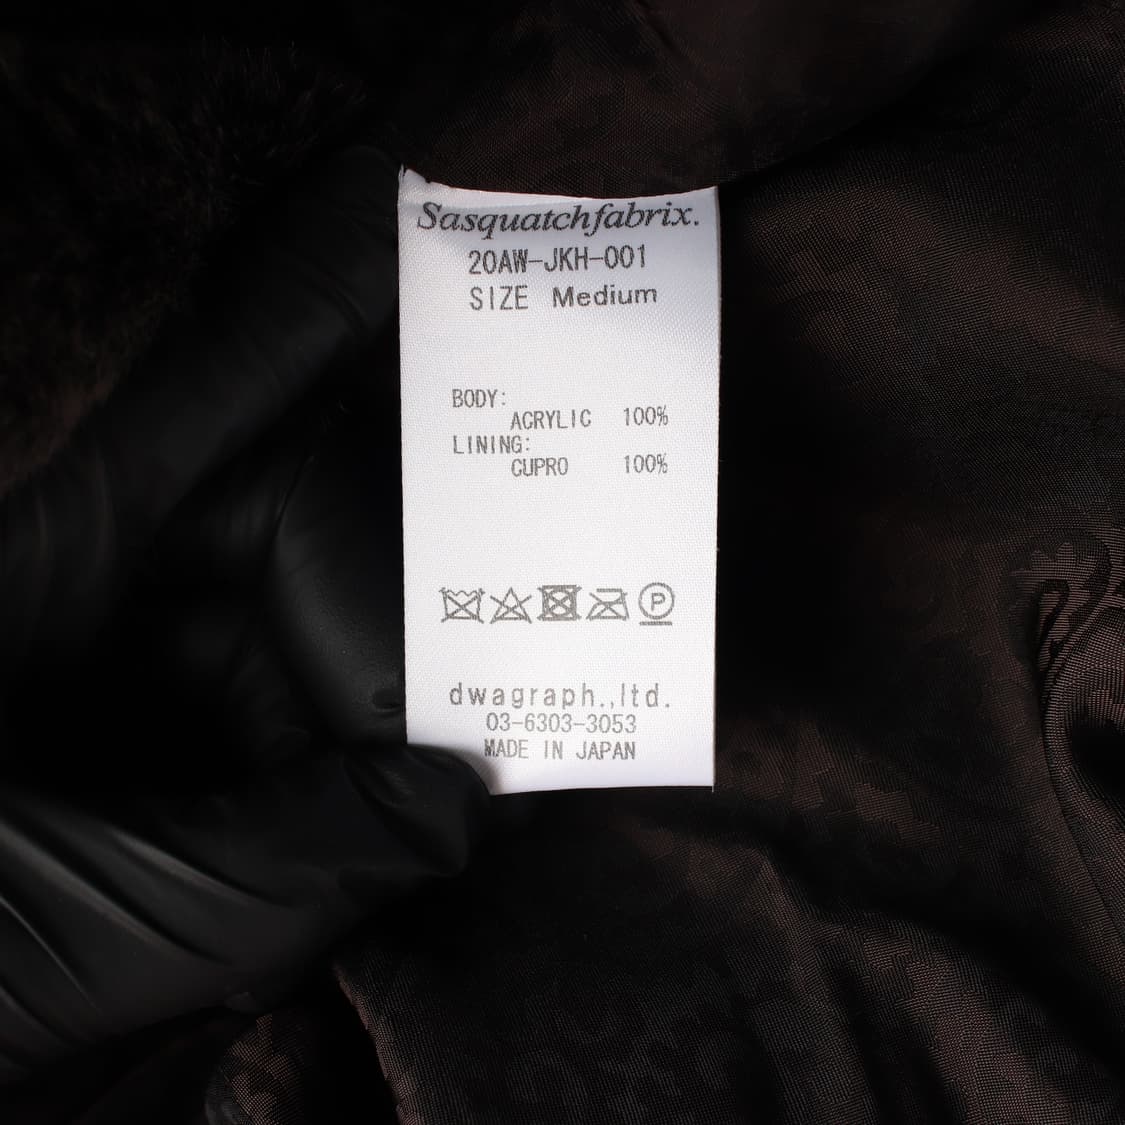 Sasquatchfabrix.
20AW-JKH-001
SIZE Medium
BODY:
ACRYLIC 100%
LINING:
CUPRO 100%
P
dwagraph.,ltd.
03-6303-3053
MADE IN JAPAN